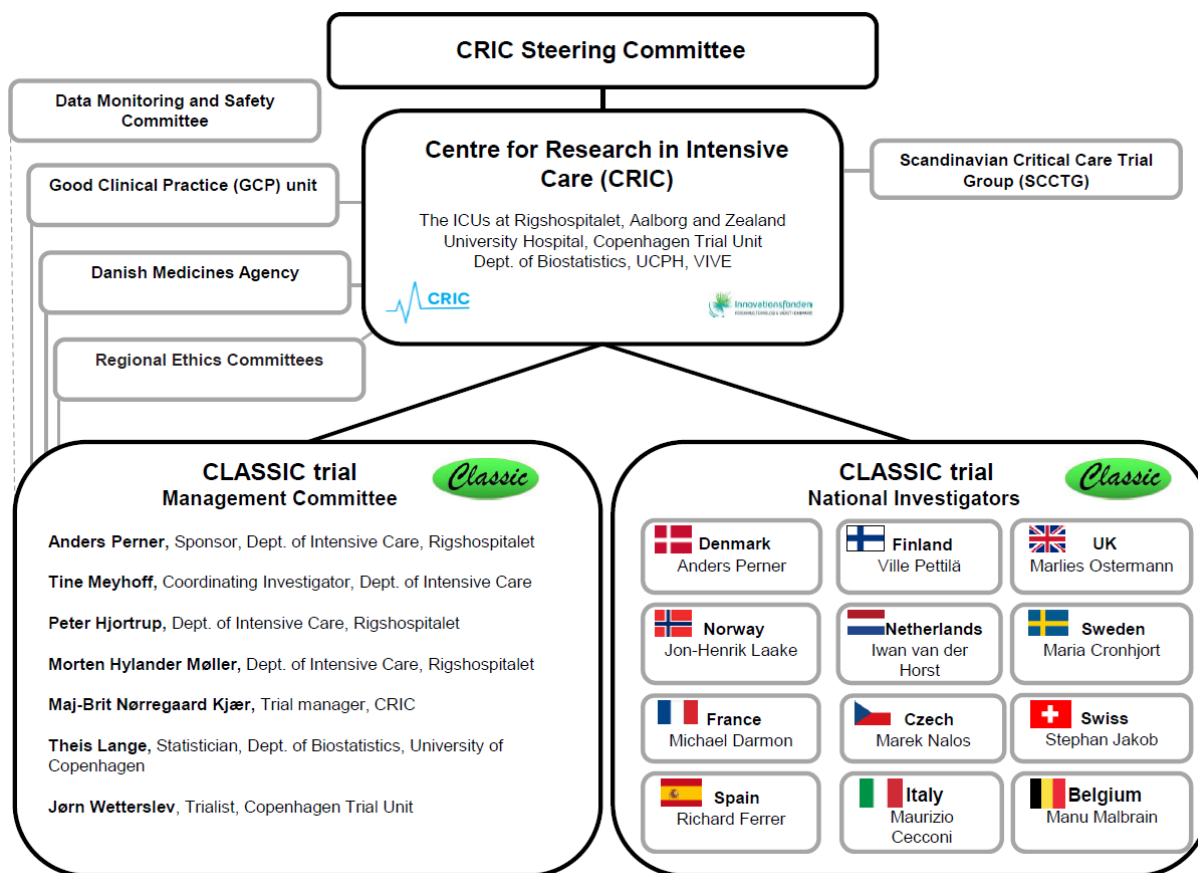 CRIC Steering Committee
Data Monitoring and Safety
Committee
Good Clinical Practice (GCP) unit
Danish Medicines Agency
Regional Ethics Committees
Centre for Research in Intensive
Care (CRIC)
The ICUs at Rigshospitalet, Aalborg and Zealand
University Hospital, Copenhagen Trial Unit
Dept. of Biostatistics, UCPH, VIVE
CRIC
Innovationsfonden
Scandinavian Critical Care Trial
Group (SCCTG)
CLASSIC trial
Management Committee
Classic
Anders Perner, Sponsor, Dept. of Intensive Care, Rigshospitalet
Tine Meyhoff, Coordinating Investigator, Dept. of Intensive Care
Peter Hjortrup, Dept. of Intensive Care, Rigshospitalet
Morten Hylander Møller, Dept. of Intensive Care, Rigshospitalet
Maj-Brit Nørregaard Kjær, Trial manager, CRIC
Theis Lange, Statistician, Dept. of Biostatistics, University of
Copenhagen
Jørn Wetterslev, Trialist, Copenhagen Trial Unit
CLASSIC trial
National Investigators
Classic
Denmark
Anders Perner
Finland
Ville Pettilä
UK
Marlies Ostermann
Norway
Jon-Henrik Laake
Netherlands
Iwan van der
Horst
Sweden
Maria Cronhjort
France
Michael Darmon
Czech
Marek Nalos
Swiss
Stephan Jakob
Spain
Richard Ferrer
Italy
Maurizio
Cecconi
Belgium
Manu Malbrain